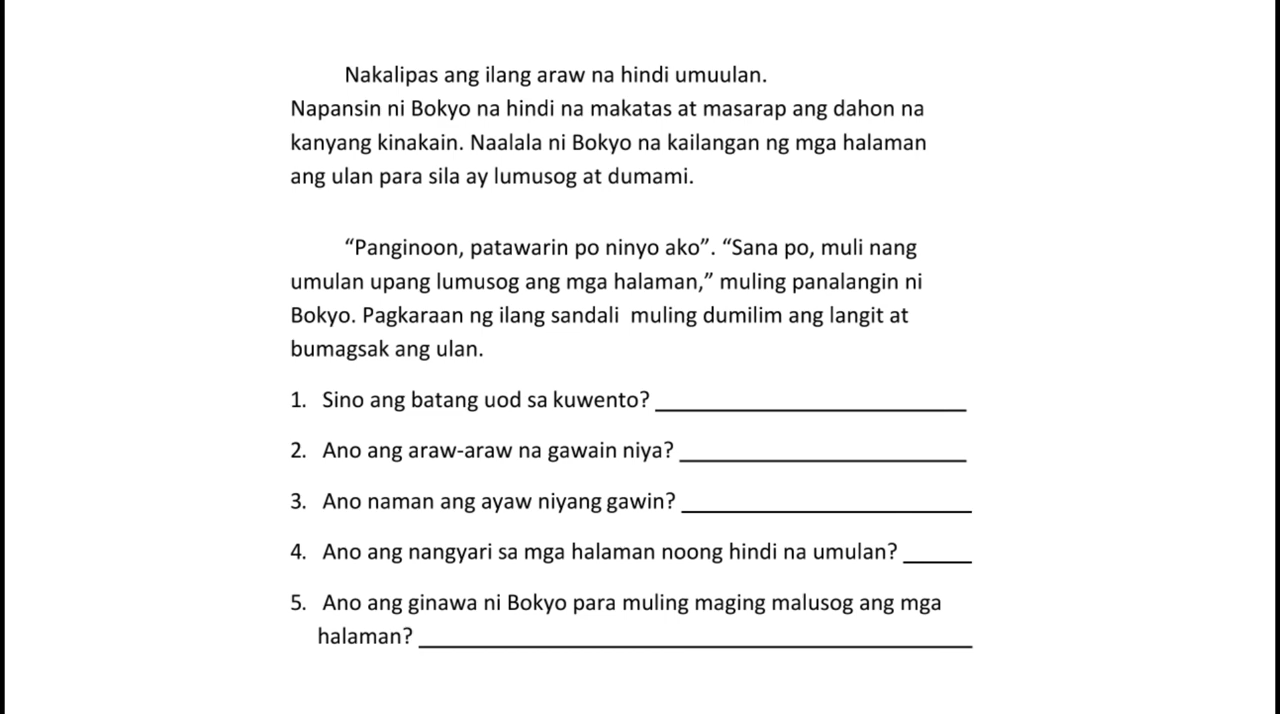 Nakalipas ang ilang araw na hindi umuulan.
Napansin ni Bokyo na hindi na makatas at masarap ang dahon na
kanyang kinakain. Naalala ni Bokyo na kailangan ng mga halaman
ang ulan para sila ay lumusog at dumami.
“Panginoon, patawarin po ninyo ako”. “Sana po, muli nang
umulan upang lumusog ang mga halaman,” muling panalangin ni
Bokyo. Pagkaraan ng ilang sandali muling dumilim ang langit at
bumagsak ang ulan.
1. Sino ang batang uod sa kuwento? ____________________
2. Ano ang araw-araw na gawain niya? ____________________
3. Ano naman ang ayaw niyang gawin? ____________________
4. Ano ang nangyari sa mga halaman noong hindi na umulan? _____
5. Ano ang ginawa ni Bokyo para muling maging malusog ang mga
halaman? ____________________